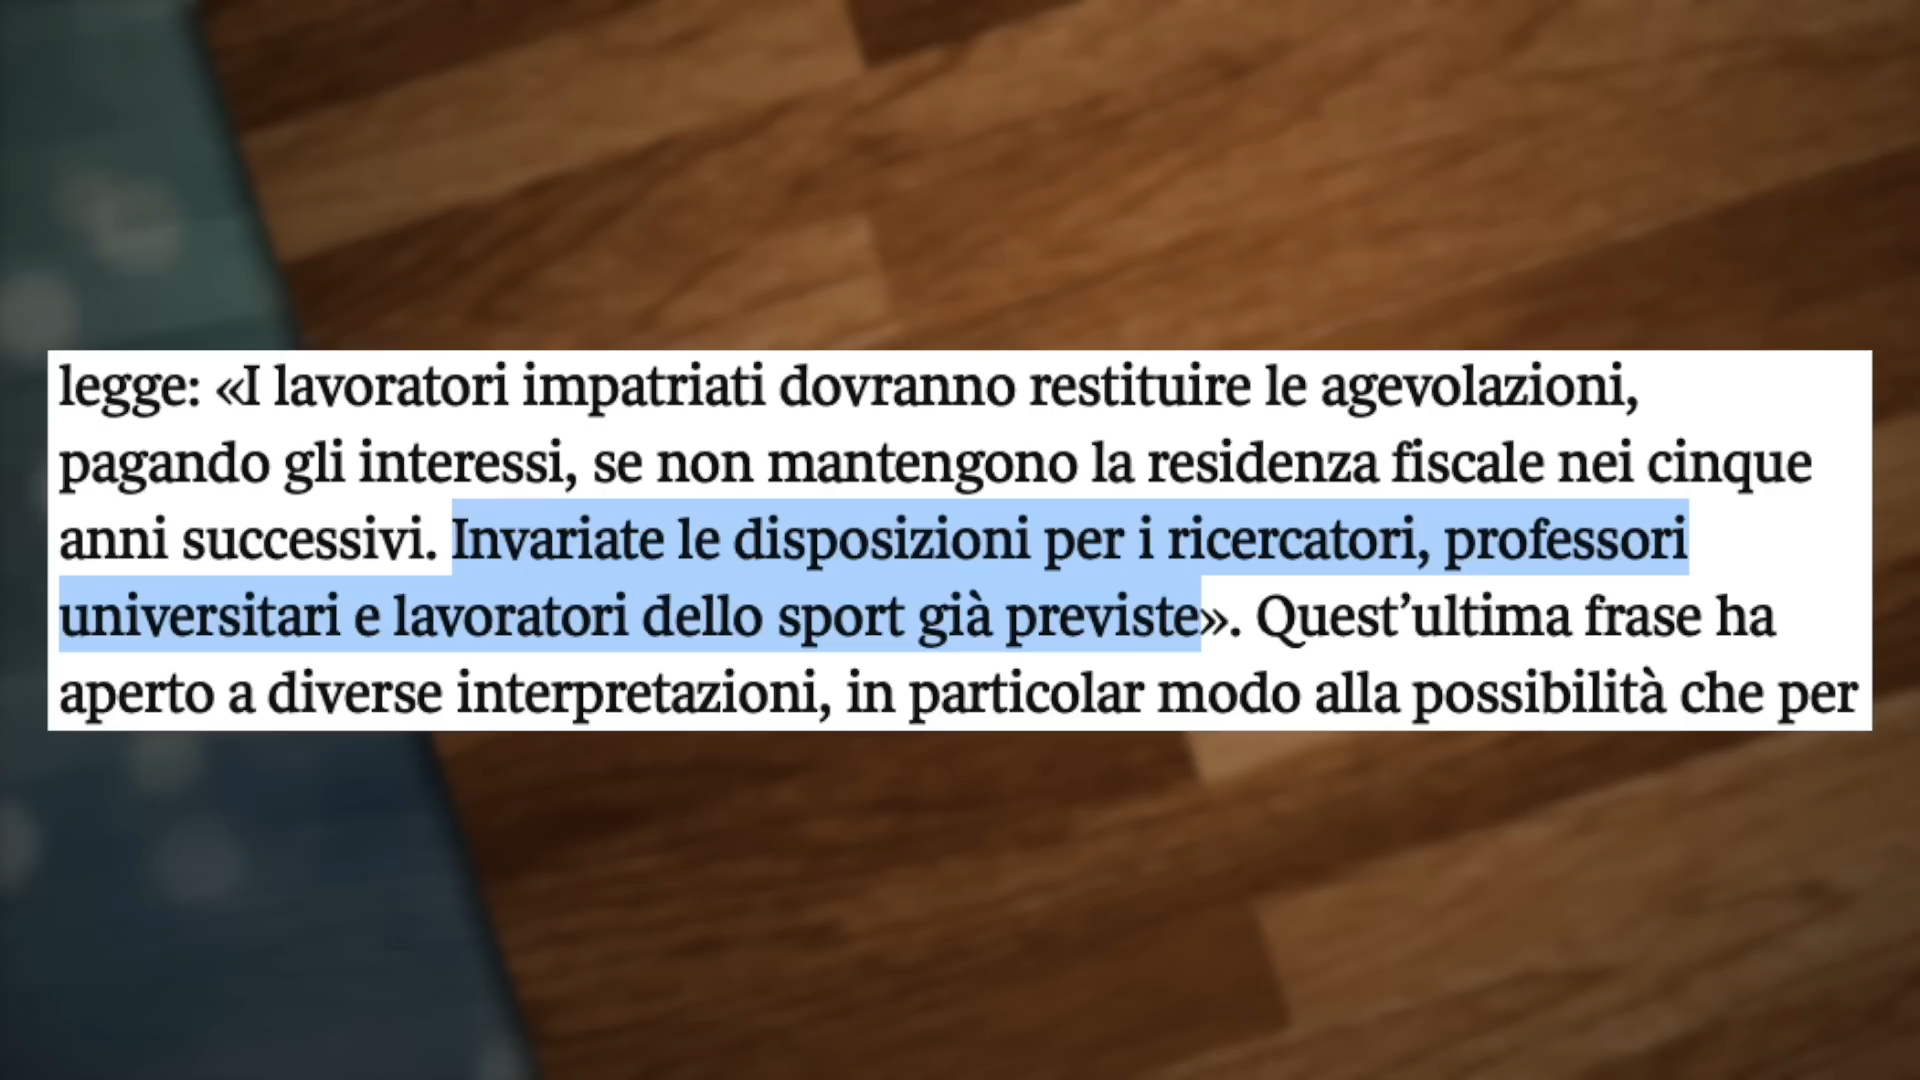 legge: «I lavoratori impatriati dovranno restituire le agevolazioni,
pagando gli interessi, se non mantengono la residenza fiscale nei cinque
anni successivi. Invariate le disposizioni per i ricercatori, professori
universitari e lavoratori dello sport già previste». Quest’ultima frase ha
aperto a diverse interpretazioni, in particolar modo alla possibilità che per